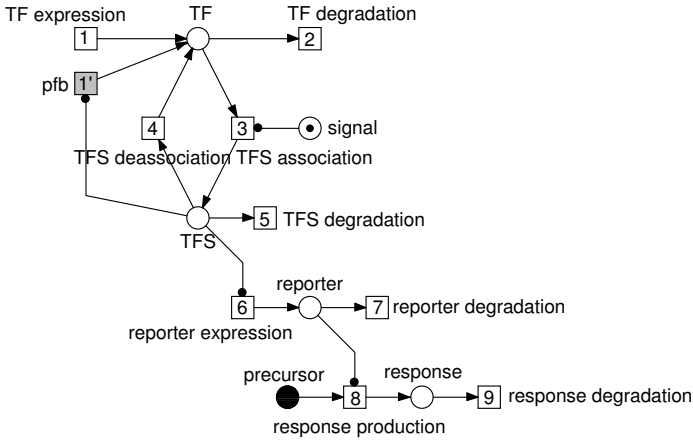 TF expression
TF
TF degradation
1
2
pfb
1'
4
3
signal
TFS deassociation
TFS association
5
TFS degradation
TFS
reporter
6
7
reporter degradation
reporter expression
precursor
response
8
9
response degradation
response production